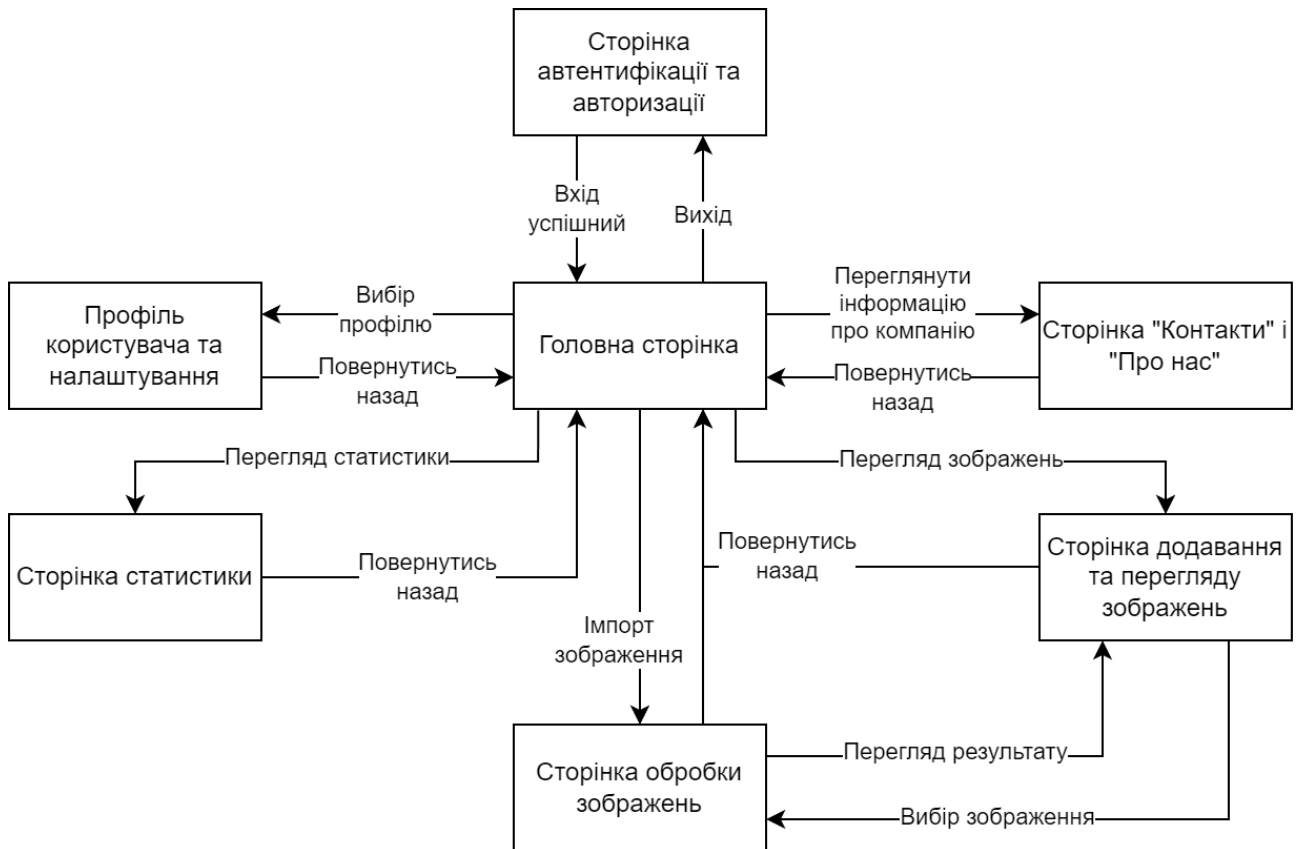 Сторінка
автентифікації та
авторизації
Вхід
успішний
Вихід
Вибір
профілю
Переглянути
інформацію
про компанію
Профіль
користувача та
налаштування
Головна сторінка
Сторінка "Контакти" і
"Про нас"
Повернутись
назад
Повернутись
назад
Перегляд статистики
Перегляд зображень
Сторінка статистики
Повернутись
назад
Повернутись
назад
Сторінка додавання
та перегляду
зображень
Імпорт
зображення
Сторінка обробки
зображень
Перегляд результату
Вибір зображення